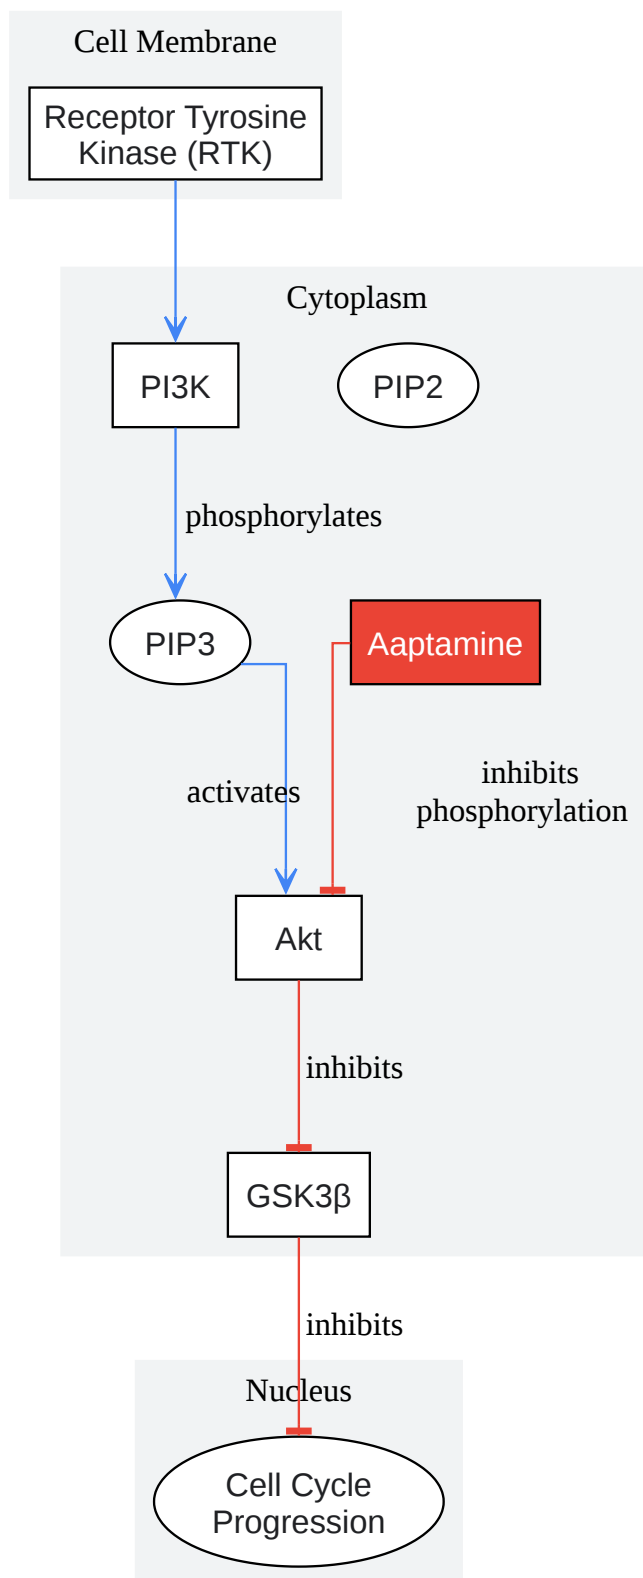 Cell Membrane
Receptor Tyrosine
Kinase (RTK)
Cytoplasm
PI3K
PIP2
phosphorylates
PIP3
Aaptamine
inhibits
phosphorylation
activates
Akt
inhibits
GSK3β
inhibits
Nucleus
Cell Cycle
Progression